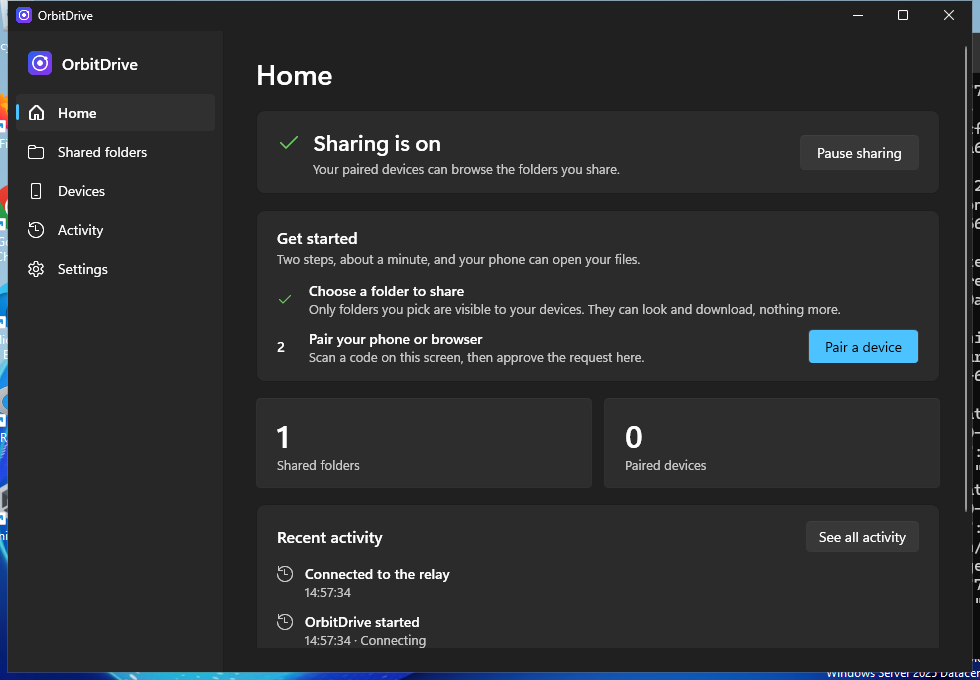 OrbitDrive
OrbitDrive
Home
Shared folders
Devices
Activity
Settings
Home
Sharing is on
Your paired devices can browse the folders you share.
Pause sharing
Get started
Two steps, about a minute, and your phone can open your files.
Choose a folder to share
Only folders you pick are visible to your devices. They can look and download, nothing more.
2
Pair your phone or browser
Scan a code on this screen, then approve the request here.
Pair a device
1
Shared folders
0
Paired devices
Recent activity
See all activity
Connected to the relay
14:57:34
OrbitDrive started
14:57:34 · Connecting
Windows Server 2025 Datacen